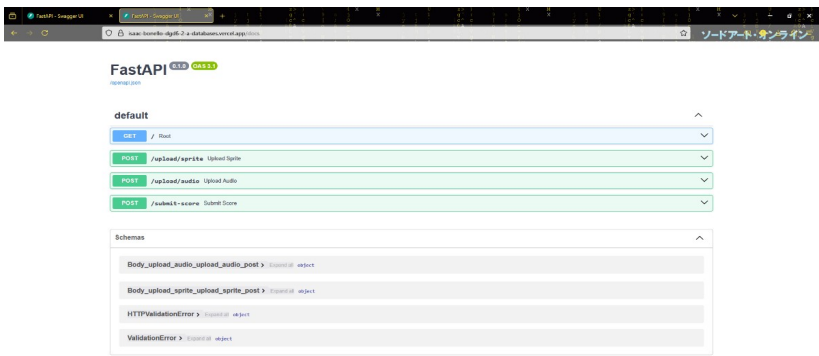 FastAPI - Swagger UI
FastAPI - Swagger UI
isaac-bonello-dgd6-2-a-databases.vercel.app/docs
ソードアート・オンライン
FastAPI 0.1.0 OAS 3.1
/openapi.json
default
GET / Root
POST /upload/sprite Upload Sprite
POST /upload/audio Upload Audio
POST /submit-score Submit Score
Schemas
Body_upload_audio_upload_audio_post > Expand all object
Body_upload_sprite_upload_sprite_post > Expand all object
HTTPValidationError > Expand all object
ValidationError > Expand all object